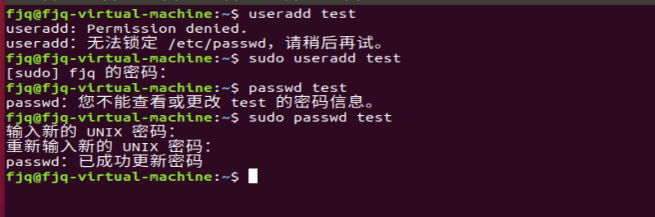 fjq@fjq-virtual-machine:~$ useradd test
useradd: Permission denied.
useradd：无法锁定 /etc/passwd，请稍后再试。
fjq@fjq-virtual-machine:~$ sudo useradd test
[sudo] fjq 的密码：
fjq@fjq-virtual-machine:~$ passwd test
passwd：您不能查看或更改 test 的密码信息。
fjq@fjq-virtual-machine:~$ sudo passwd test
输入新的 UNIX 密码：
重新输入新的 UNIX 密码：
passwd：已成功更新密码
fjq@fjq-virtual-machine:~$